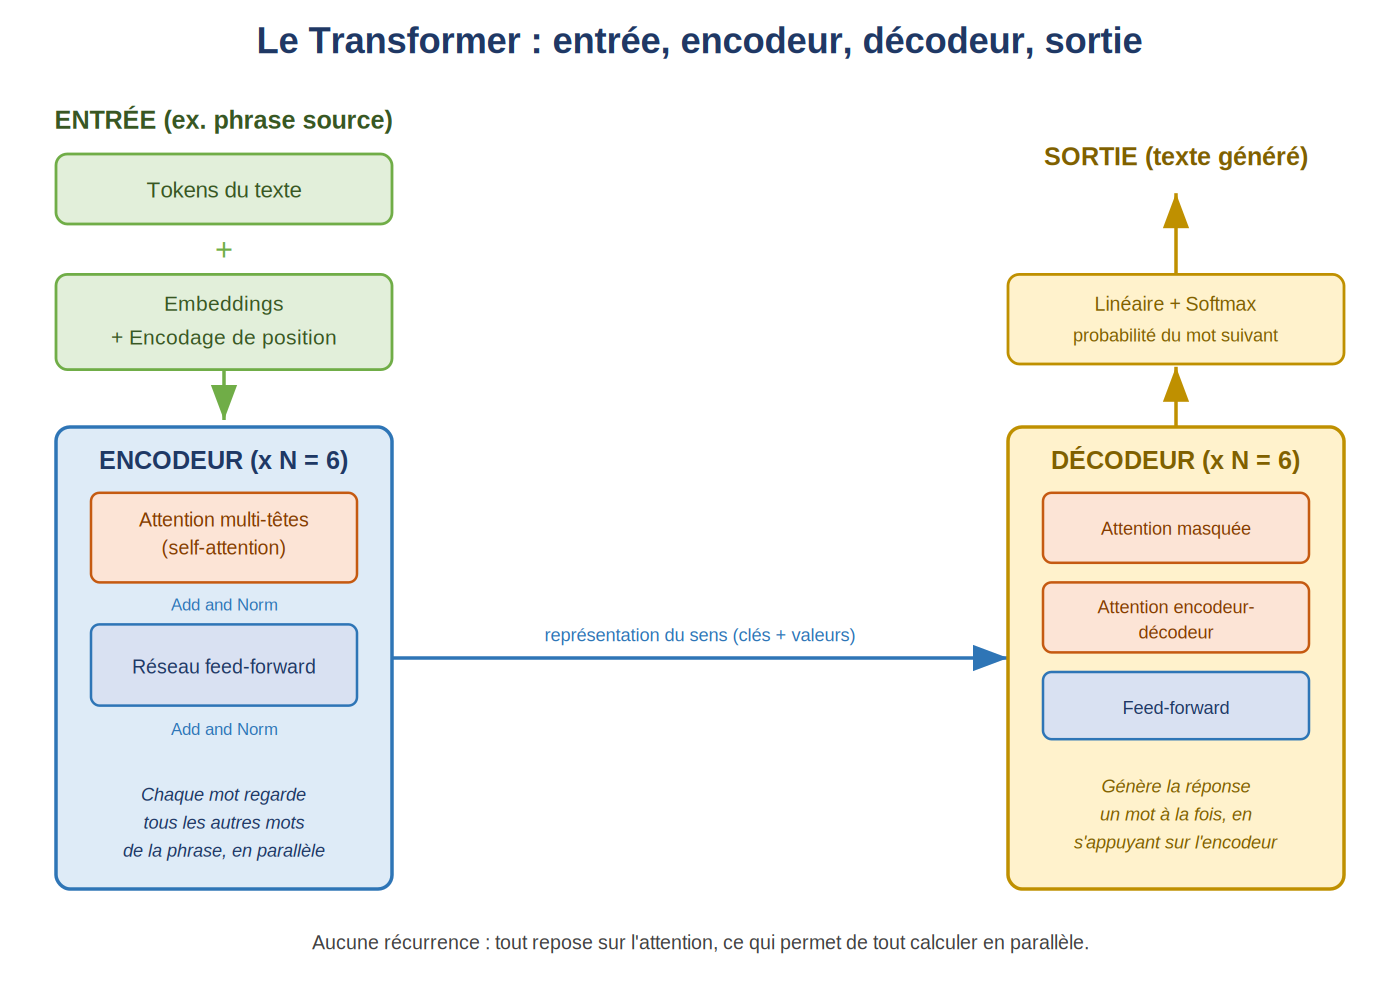 Le Transformer : entrée, encodeur, décodeur, sortie
ENTRÉE (ex. phrase source)
Tokens du texte
+
Embeddings
+ Encodage de position
ENCODEUR (x N = 6)
Attention multi-têtes
(self-attention)
Add and Norm
Réseau feed-forward
Add and Norm
Chaque mot regarde
tous les autres mots
de la phrase, en parallèle
représentation du sens (clés + valeurs)
SORTIE (texte généré)
Linéaire + Softmax
probabilité du mot suivant
DÉCODEUR (x N = 6)
Attention masquée
Attention encodeur-
décodeur
Feed-forward
Génère la réponse
un mot à la fois, en
s'appuyant sur l'encodeur
Aucune récurrence : tout repose sur l'attention, ce qui permet de tout calculer en parallèle.